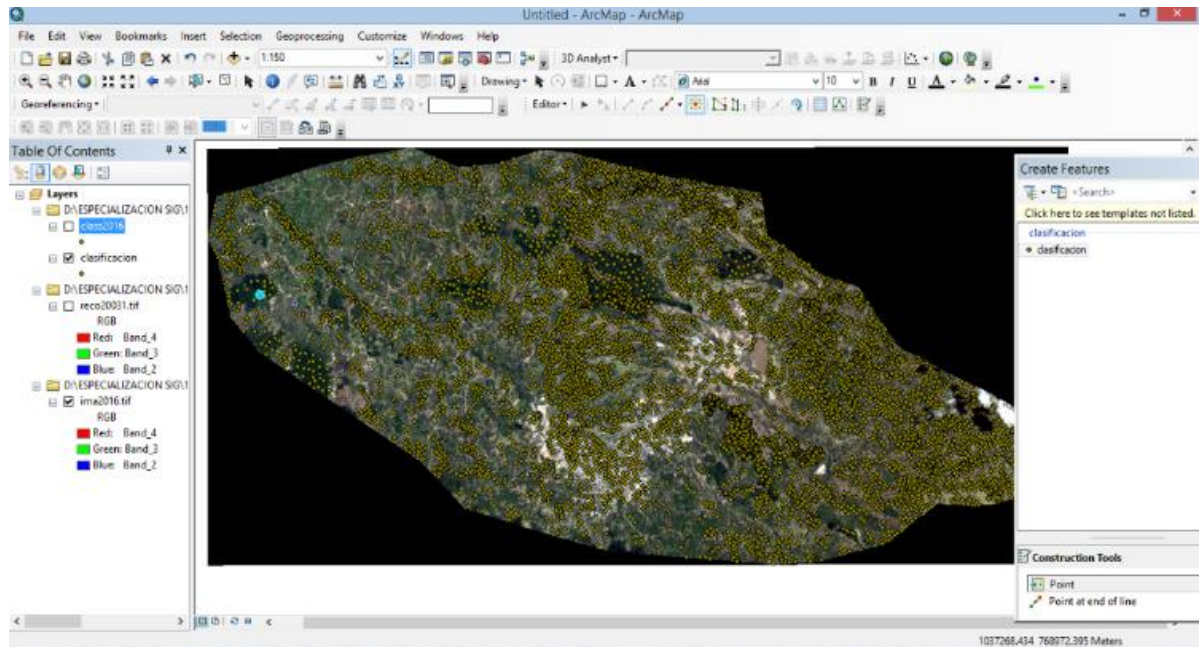 Untitled - ArcMap - ArcMap
File Edit View Bookmarks Insert Selection Geoprocessing Customize Windows Help
1:150 3D Analyst
Drawing A Arial 10 B I U A
Georeferencing Editor
Table Of Contents
Layers
D:\ESPECIALIZACION SIG\1
class2016
clasificacion
D:\ESPECIALIZACION SIG\1
reco20031.tif
RGB
Red: Band_4
Green: Band_3
Blue: Band_2
D:\ESPECIALIZACION SIG\1
ima2016.tif
RGB
Red: Band_4
Green: Band_3
Blue: Band_2
Create Features
<Search>
Click here to see templates not listed.
clasificacion
clasificacion
Construction Tools
Point
Point at end of line
1037268.434 768972.395 Meters